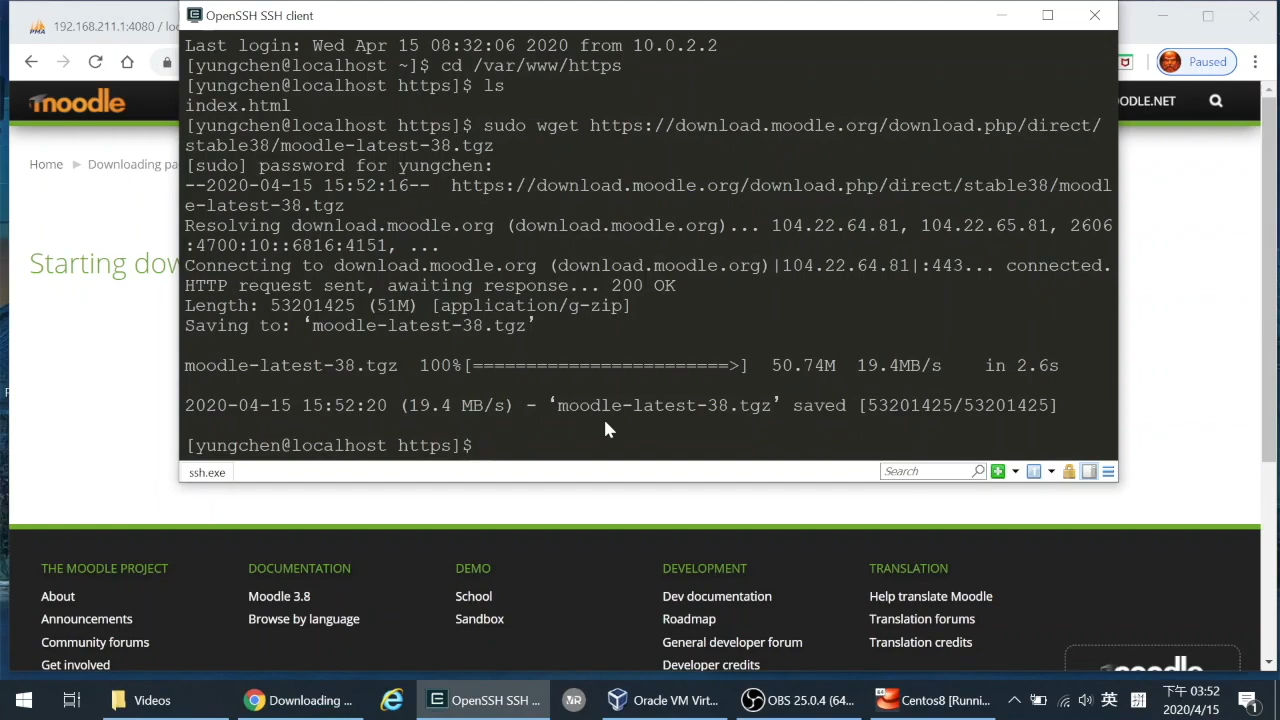 192.168.211.1:4080 / loc
OpenSSH SSH client
Paused
moodle
OODLE.NET
Home
Downloading pa
Starting dow
Last login: Wed Apr 15 08:32:06 2020 from 10.0.2.2
[yungchen@localhost ~]$ cd /var/www/https
[yungchen@localhost https]$ ls
index.html
[yungchen@localhost https]$ sudo wget https://download.moodle.org/download.php/direct/
stable38/moodle-latest-38.tgz
[sudo] password for yungchen:
--2020-04-15 15:52:16--  https://download.moodle.org/download.php/direct/stable38/moodl
e-latest-38.tgz
Resolving download.moodle.org (download.moodle.org)... 104.22.64.81, 104.22.65.81, 2606
:4700:10::6816:4151, ...
Connecting to download.moodle.org (download.moodle.org)|104.22.64.81|:443... connected.
HTTP request sent, awaiting response... 200 OK
Length: 53201425 (51M) [application/g-zip]
Saving to: ‘moodle-latest-38.tgz’
moodle-latest-38.tgz  100%[========================>]  50.74M  19.4MB/s    in 2.6s
2020-04-15 15:52:20 (19.4 MB/s) - ‘moodle-latest-38.tgz’ saved [53201425/53201425]
[yungchen@localhost https]$
ssh.exe
Search
THE MOODLE PROJECT
About
Announcements
Community forums
Get involved
DOCUMENTATION
Moodle 3.8
Browse by language
DEMO
School
Sandbox
DEVELOPMENT
Dev documentation
Roadmap
General developer forum
Developer credits
TRANSLATION
Help translate Moodle
Translation forums
Translation credits
moodle
Videos
Downloading ...
OpenSSH SSH ...
Oracle VM Virt...
OBS 25.0.4 (64...
Centos8 [Runni...
英
下午 03:52
2020/4/15
1